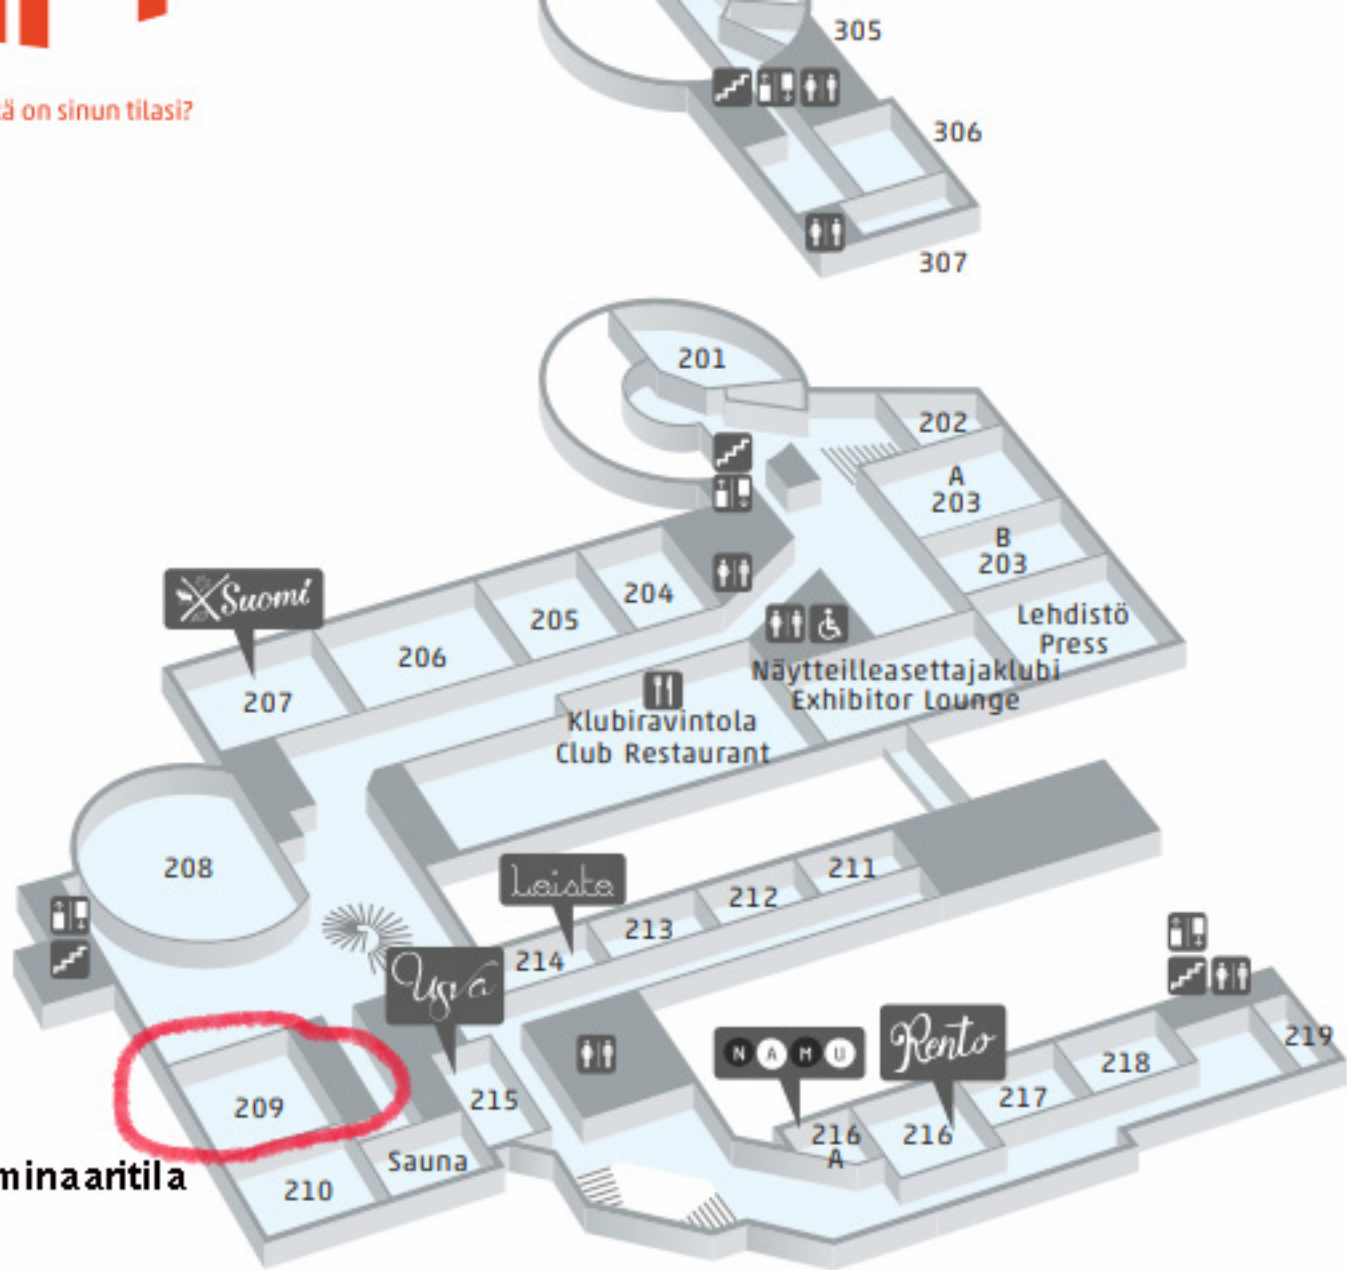 305
ä on sinun tilasi?
306
307
201
202
A
203
B
203
204
Suomi
205
Lehdistö
Press
206
Näytteilleasettajaklubi
Exhibitor Lounge
207
Klubiravintola
Club Restaurant
208
211
Loisto
212
213
214
Usva
NAMU
Rento
219
218
217
209
215
216
A
216
Sauna
minaaritila
210